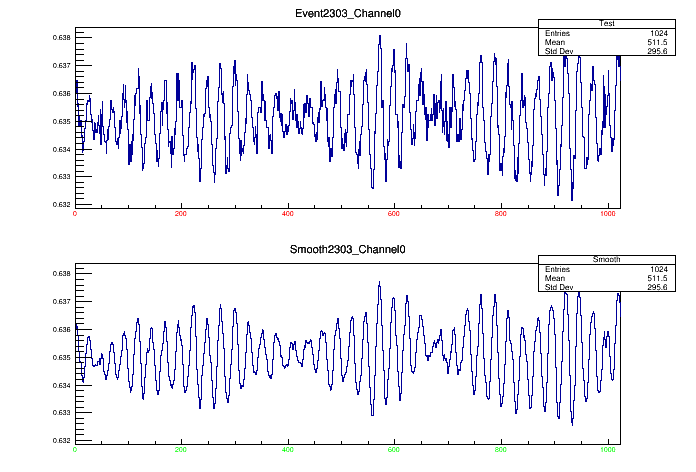 Event2303_Channel0
Test
Entries 1024
Mean 511.5
Std Dev 295.6
0.638
0.637
0.636
0.635
0.634
0.633
0.632
0 200 400 600 800 1000
Smooth2303_Channel0
Smooth
Entries 1024
Mean 511.5
Std Dev 295.6
0.638
0.637
0.636
0.635
0.634
0.633
0.632
0 200 400 600 800 1000